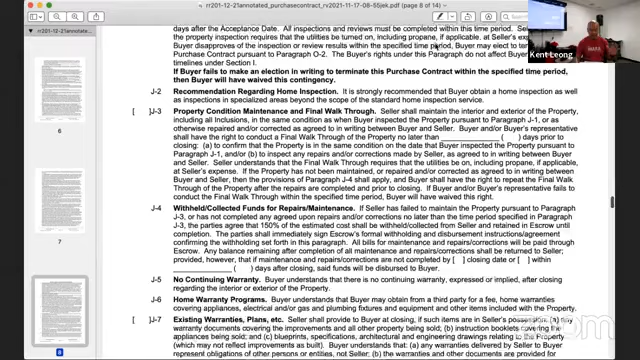 rr201-12-21annotated_purchasecontract_rv2021-11-17-08-55jek.pdf (page 8 of 14)
days after the Acceptance Date. All inspections and reviews must be completed within this time period.
the property inspection requires that the utilities be turned on, including propane, if applicable, at Seller's
Buyer disapproves of the inspection or review results within the specified time period, Buyer may elect to
Purchase Contract pursuant to Paragraph O-2. The Buyer's rights under this Paragraph do not affect Buyer
timelines under Section I.
If Buyer fails to make an election in writing to terminate this Purchase Contract within the specified time period,
then Buyer will have waived this contingency.
J-2 Recommendation Regarding Home Inspection. It is strongly recommended that Buyer obtain a home inspection as well
as inspections in specialized areas beyond the scope of the standard home inspection service.
[ ] J-3 Property Condition Maintenance and Final Walk Through. Seller shall maintain the interior and exterior of the Property,
including all Inclusions, in the same condition as when Buyer inspected the Property pursuant to Paragraph J-1, or as
otherwise repaired and/or corrected as agreed to in writing between Buyer and Seller. Buyer and/or Buyer's representative
shall have the right to conduct a Final Walk Through of the Property no later than ____________ ( ) days prior to
closing: (a) to confirm that the Property is in the same condition on the date that Buyer inspected the Property pursuant
to Paragraph J-1, and/or (b) to inspect any repairs and/or corrections made by Seller, as agreed to in writing between Buyer
and Seller. Seller understands that the Final Walk Through requires that the utilities be on, including propane, if applicable,
at Seller's expense. If the Property has not been maintained, or repaired and/or corrected as agreed to in writing between
Buyer and Seller, then the provisions of Paragraph J-4 shall apply, and Buyer shall have the right to repeat the Final Walk
Through of the Property after the repairs are completed and prior to closing. If Buyer and/or Buyer's representative fails to
conduct the Final Walk Through within the time period specified above, Buyer will have waived this right.
J-4 Withheld/Collected Funds for Repairs/Maintenance. If Seller has failed to maintain the Property pursuant to Paragraph
J-3, or has not completed any agreed upon repairs and/or corrections no later than the time period specified in Paragraph
J-3, the parties agree that 150% of the estimated cost shall be withheld/collected from Seller and retained in Escrow until
completion. The parties shall immediately sign Escrow's formal withholding and disbursement instructions/agreement
confirming the withholding set forth in this paragraph. All bills for maintenance and repairs will be paid through
Escrow. Any balance remaining after completion of all maintenance and repairs and/or corrections shall be returned to Seller;
provided, however, that if maintenance and repairs/corrections are not completed by [ ] closing date or [ ] within
____________ ( ) days after closing, said funds will be disbursed to Buyer.
J-5 No Continuing Warranty. Buyer understands that there is no continuing warranty, expressed or implied, after closing
regarding the interior or exterior of the Property.
J-6 Home Warranty Programs. Buyer understands that Buyer may obtain from a third party for a fee, home warranties
covering appliances, electrical and/or gas and plumbing fixtures and equipment and other items included with the Property.
[ ] J-7 Existing Warranties, Plans, etc. Seller shall provide to Buyer at closing, if such items are in Seller's possession: (a) any
warranty documents covering the improvements and all other property being sold; (b) instruction booklets covering the
appliances being sold; and (c) blueprints, specifications, architectural and engineering drawings relating to the Property
(which may not reflect improvements as built). Buyer understands that: (a) any warranties delivered by Seller to Buyer
represent obligations of other persons or entities, not Seller; (b) the warranties and other documents are provided for
6
7
8
Kent Leong
zoom